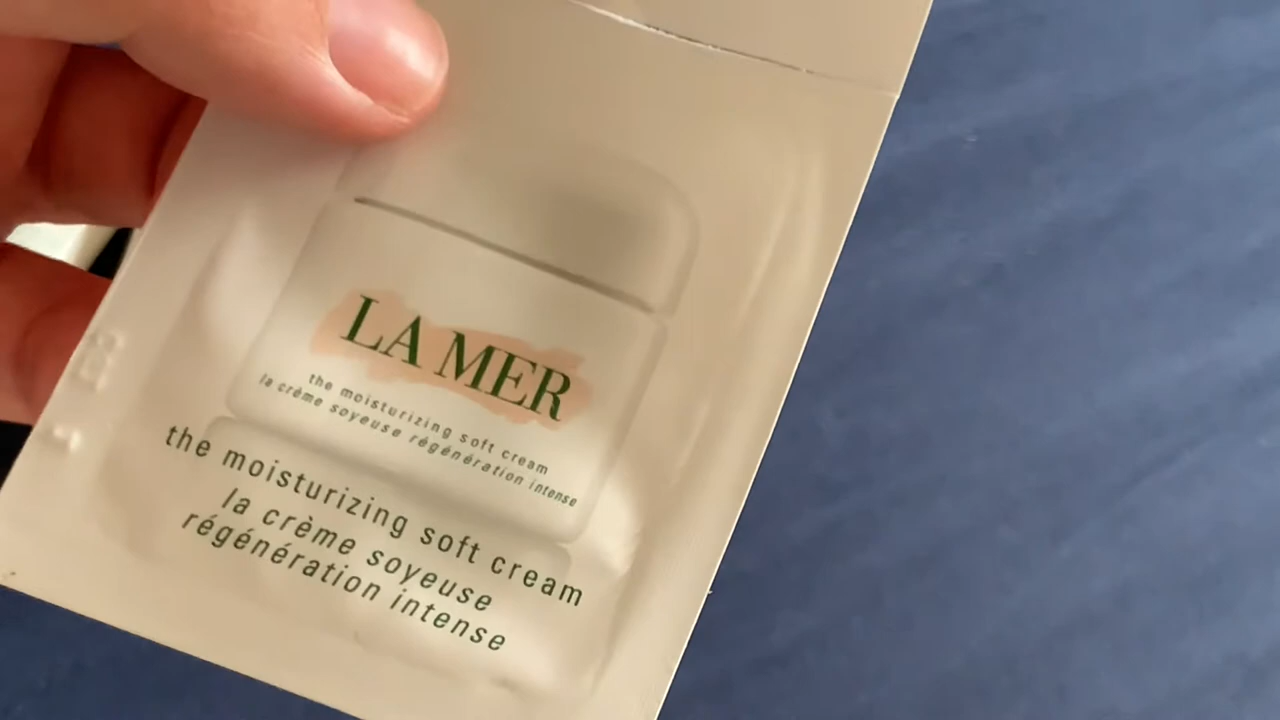 LA MER
the moisturizing soft cream
la crème soyeuse régénération intense
the moisturizing soft cream
la crème soyeuse
régénération intense